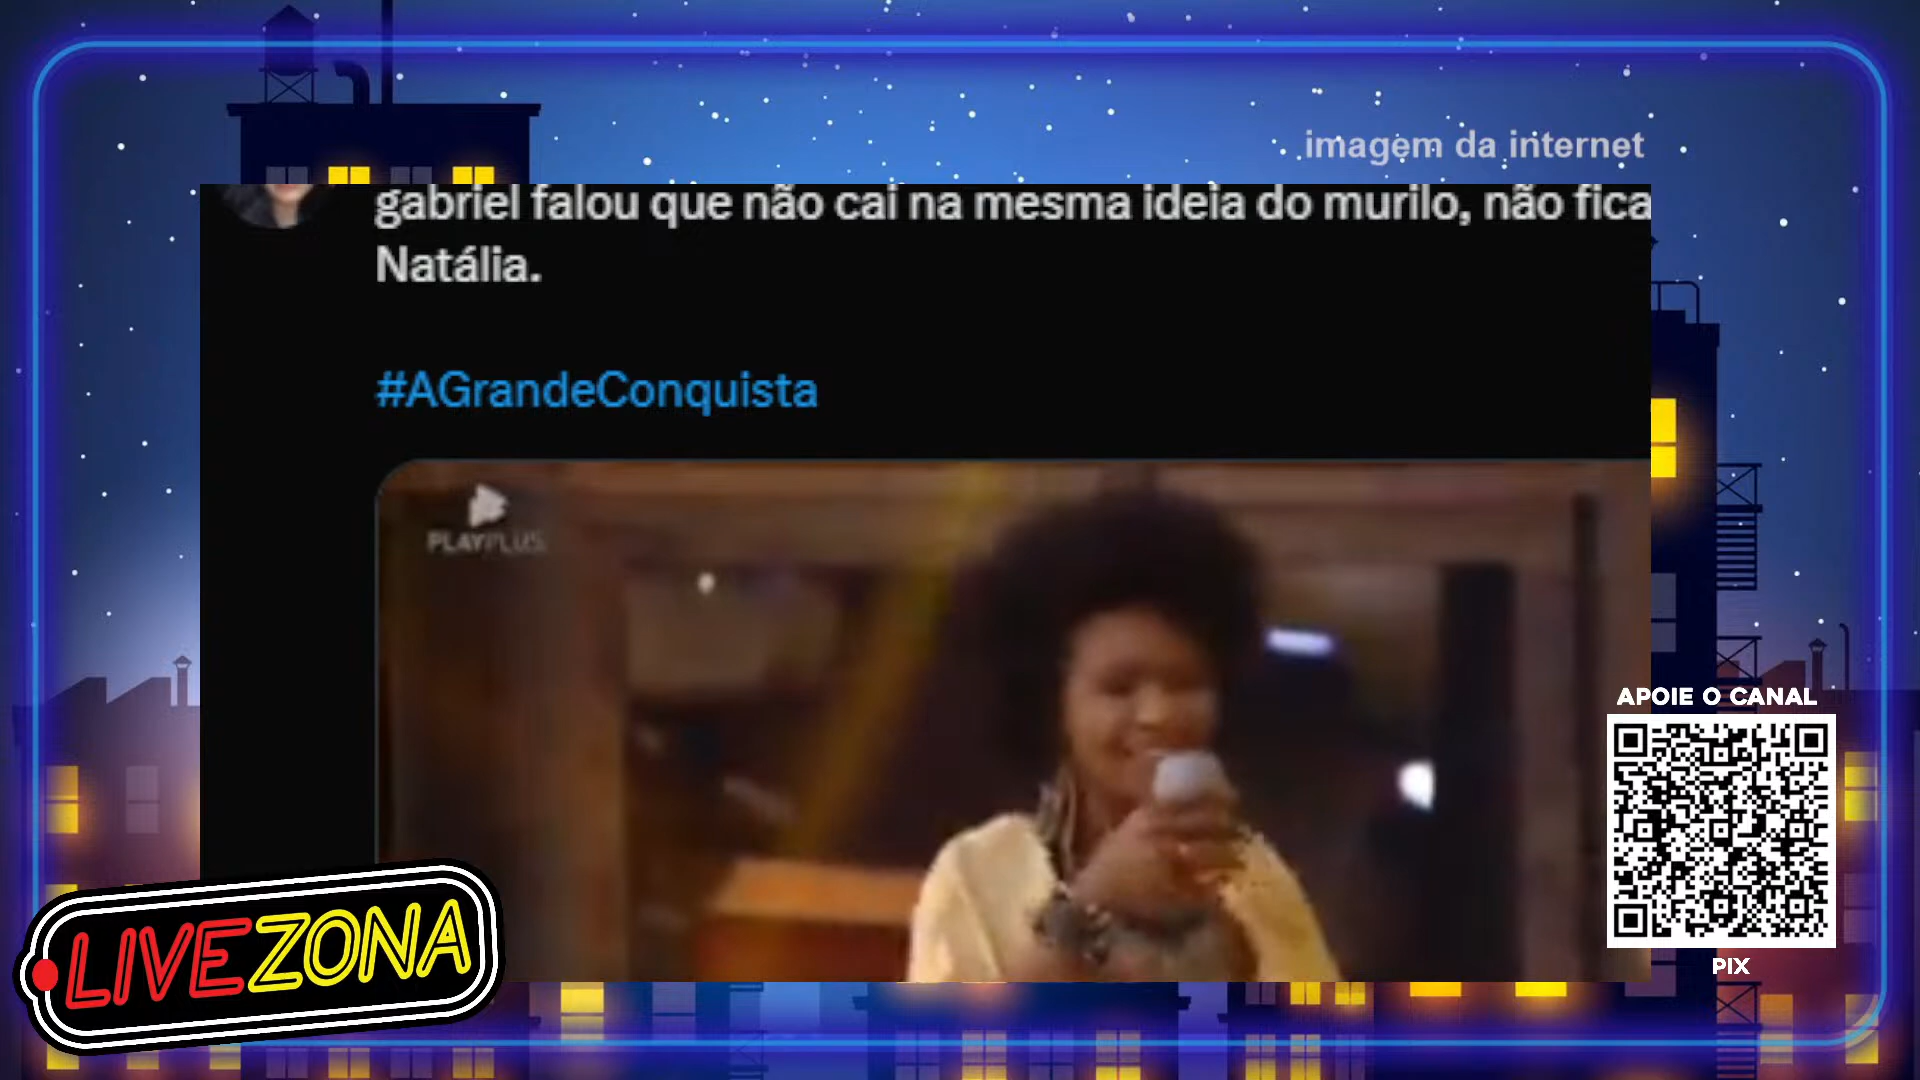 imagem da internet
gabriel falou que não cai na mesma ideia do murilo, não fica
Natália.
#AGrandeConquista
PLAYPLUS
APOIE O CANAL
LIVEZONA
PIX